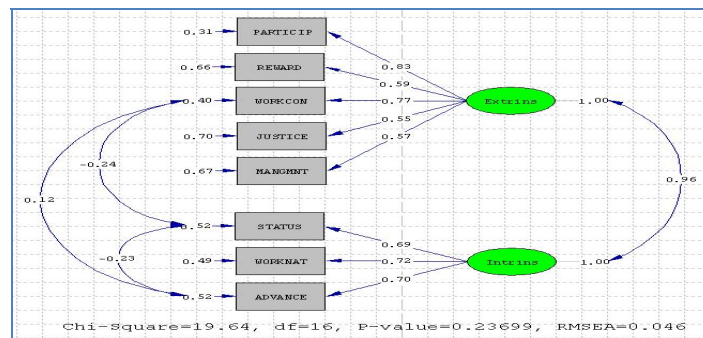 0.31 PARTICIP
0.83
0.66 REWARD
0.59
0.40 WORKCON 0.77 Extrins 1.00
0.55
0.70 JUSTICE
0.57
0.67 MANGMNT
-0.24
0.96
0.12
0.52 STATUS
0.69
-0.23
0.49 WORKNAT 0.72 Intrins 1.00
0.70
0.52 ADVANCE
Chi-Square=19.64, df=16, P-value=0.23699, RMSEA=0.046